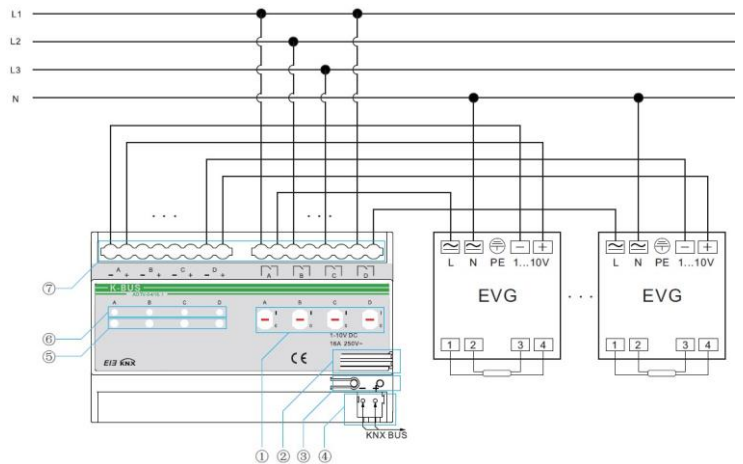 L1
L2
L3
N
. . . . . .
⑦
A B C D A B C D
- + - + - + - +
K-BUS
A B C D A B C D
⑥
⑤
1-10V DC
16A 250V~
EIB KNX CE
- +
KNX BUS
① ② ③ ④
L N PE 1...10V
- +
EVG
1 2 3 4
. . .
L N PE 1...10V
- +
EVG
1 2 3 4